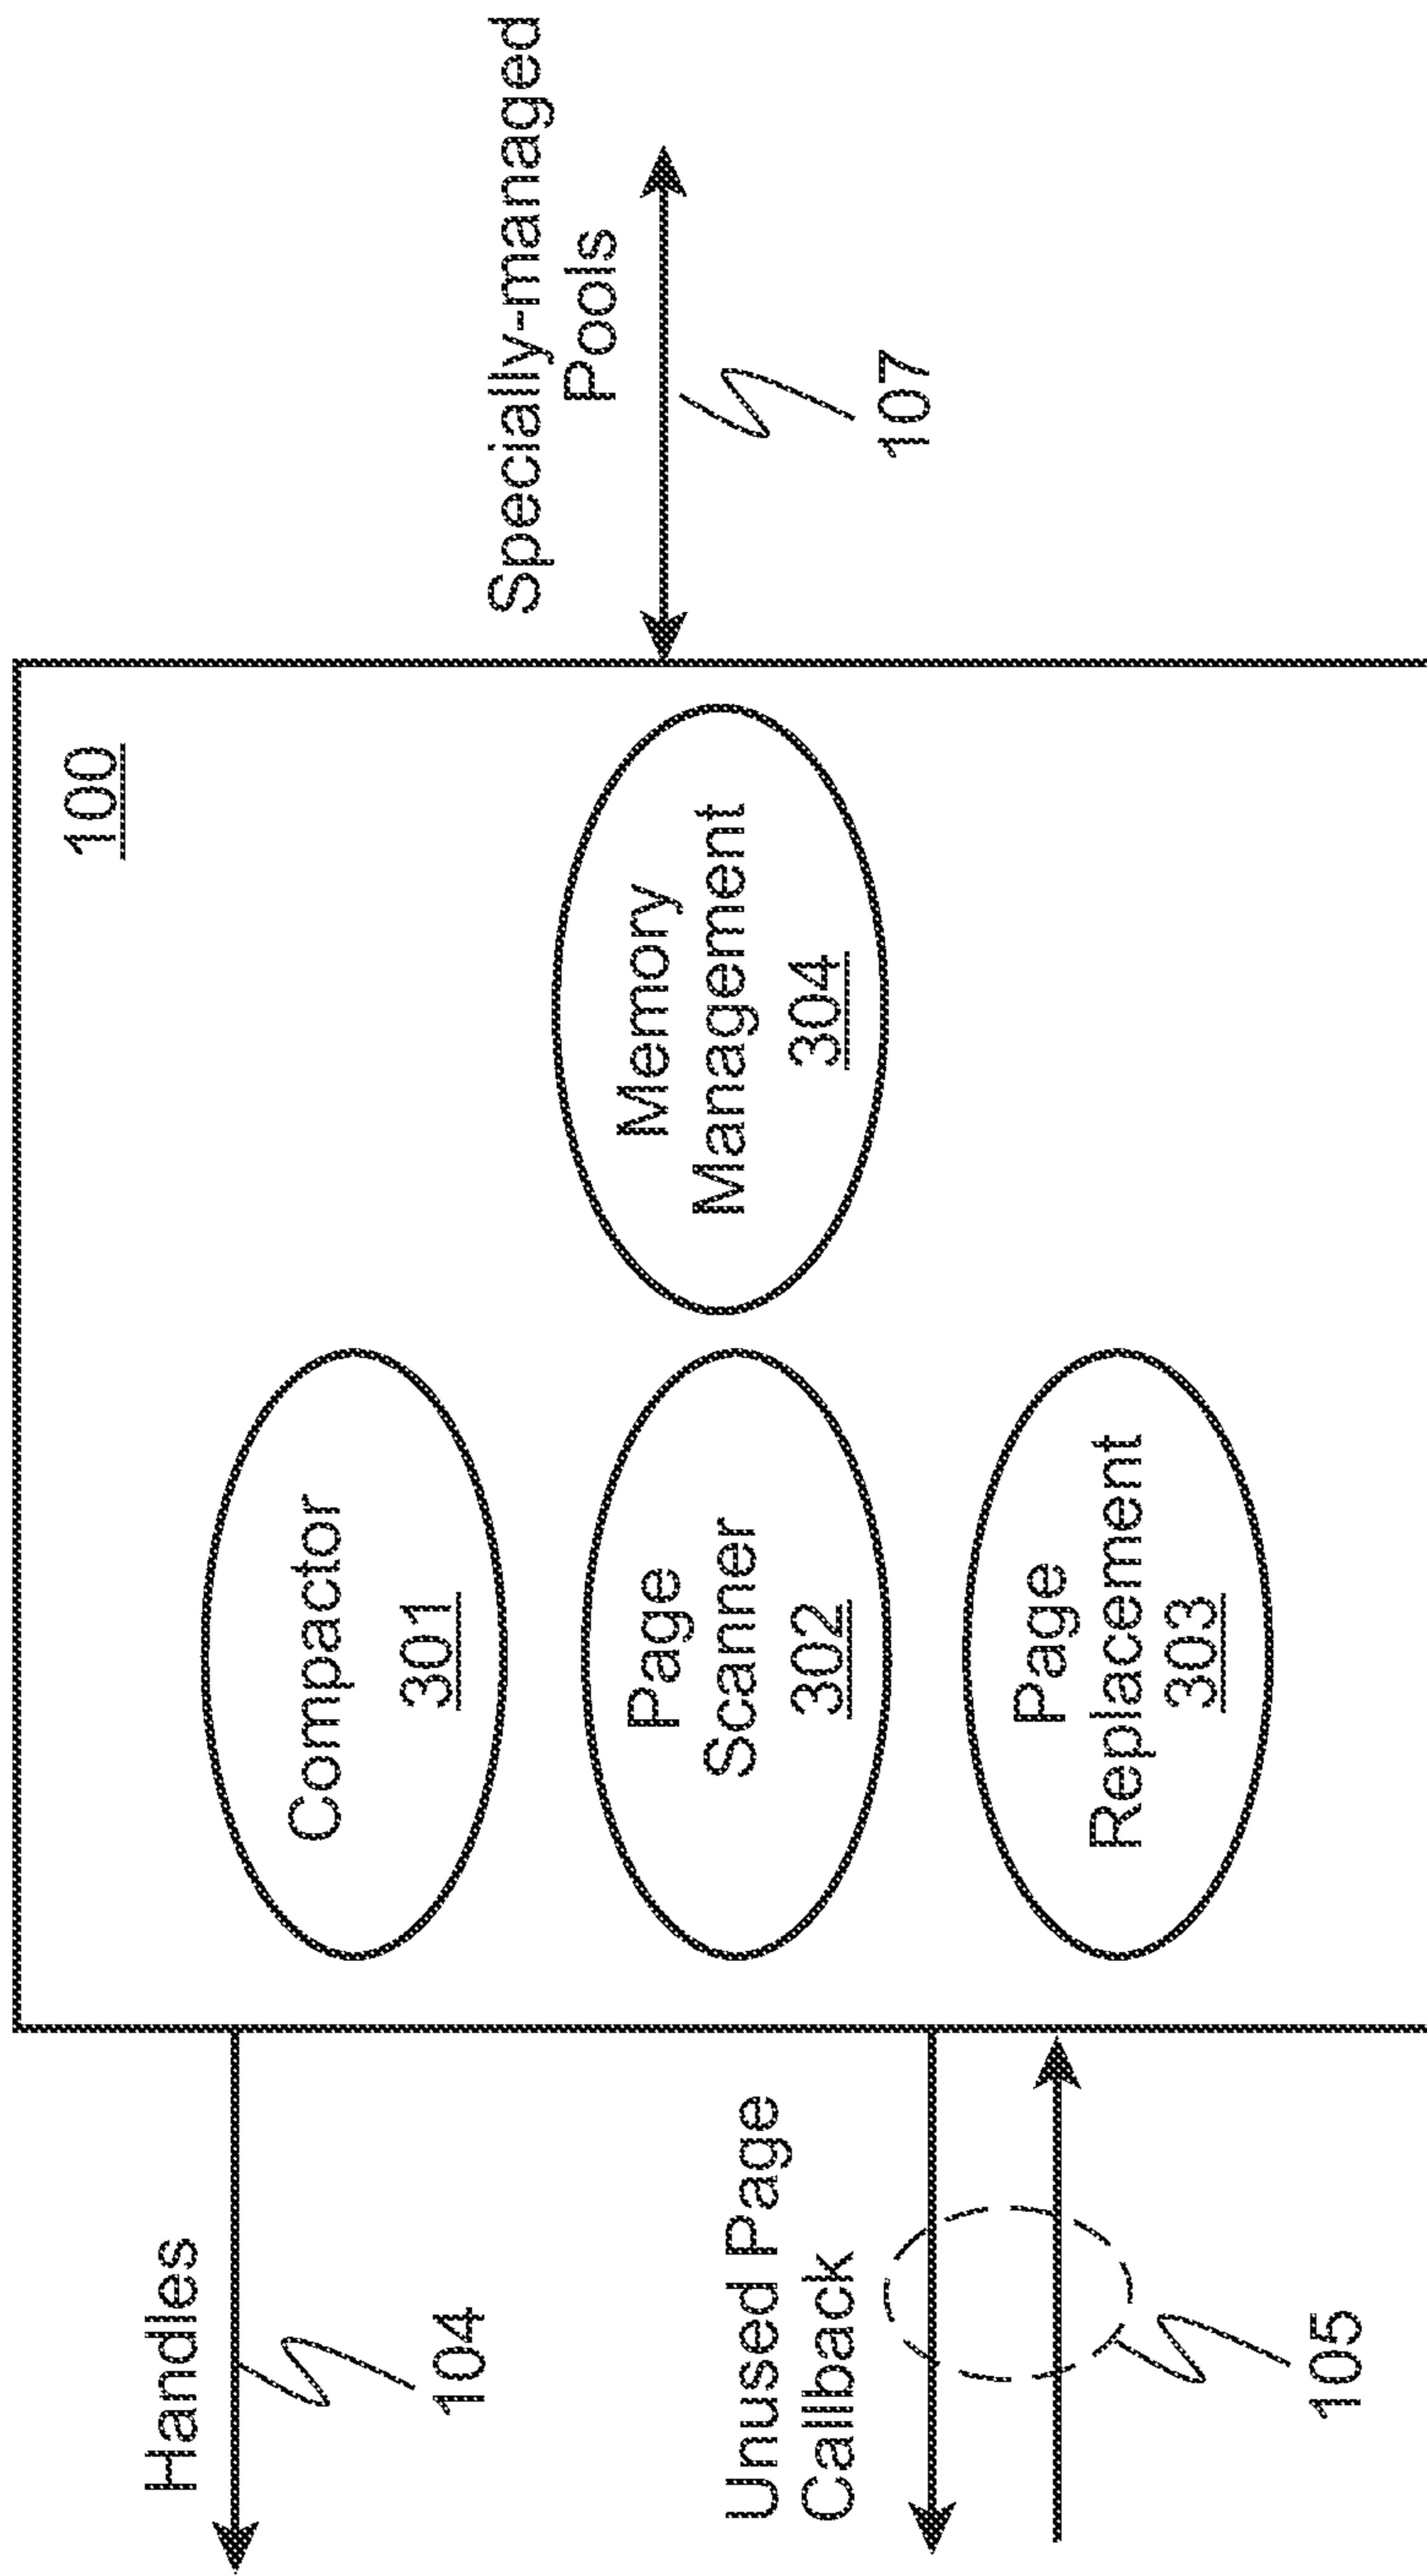 Handles
104
Unused Page
Callback
105
100
Compactor
301
Page
Scanner
302
Page
Replacement
303
Memory
Management
304
Specially-managed
Pools
107